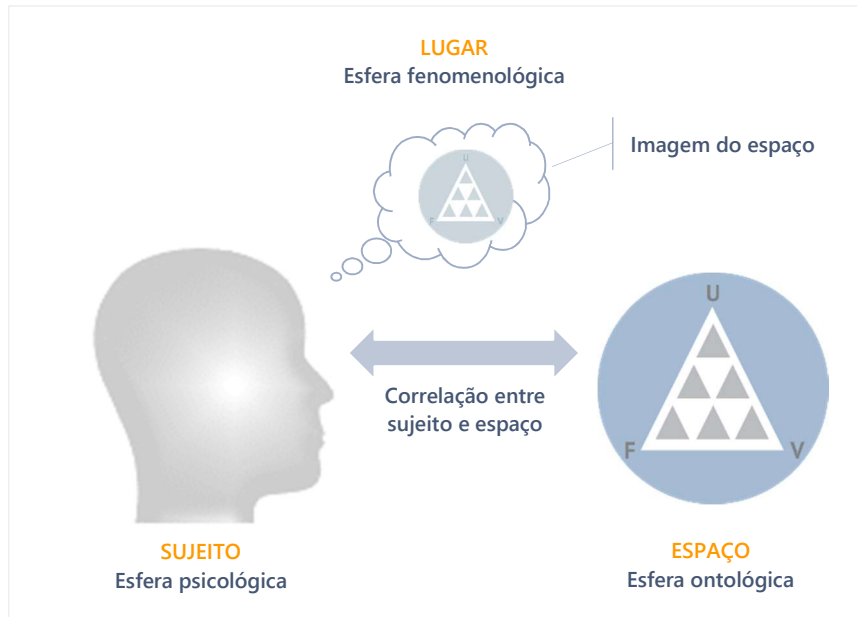 LUGAR
Esfera fenomenológica
Imagem do espaço
U
F V
U
F V
Correlação entre
sujeito e espaço
SUJEITO
Esfera psicológica
ESPAÇO
Esfera ontológica